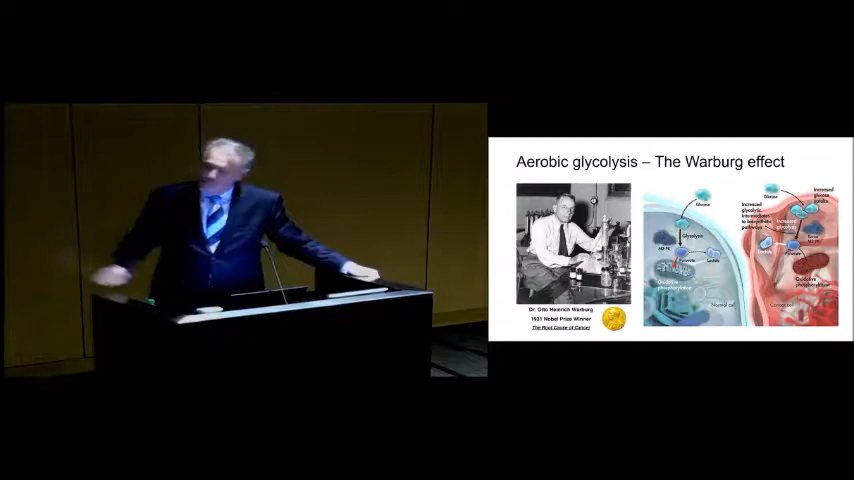 Aerobic glycolysis – The Warburg effect
Dr. Otto Heinrich Warburg
1931 Nobel Prize Winner
The Root Cause of Cancer
Glucose
Glycolysis
Pyruvate
Lactate
Oxidative
phosphorylation
Normal cell
Glucose
Increased
glucose
uptake
Increased
glycolytic
intermediates
to biosynthetic
pathways
Increased
glycolysis
Lactate
Pyruvate
Oxidative
phosphorylation